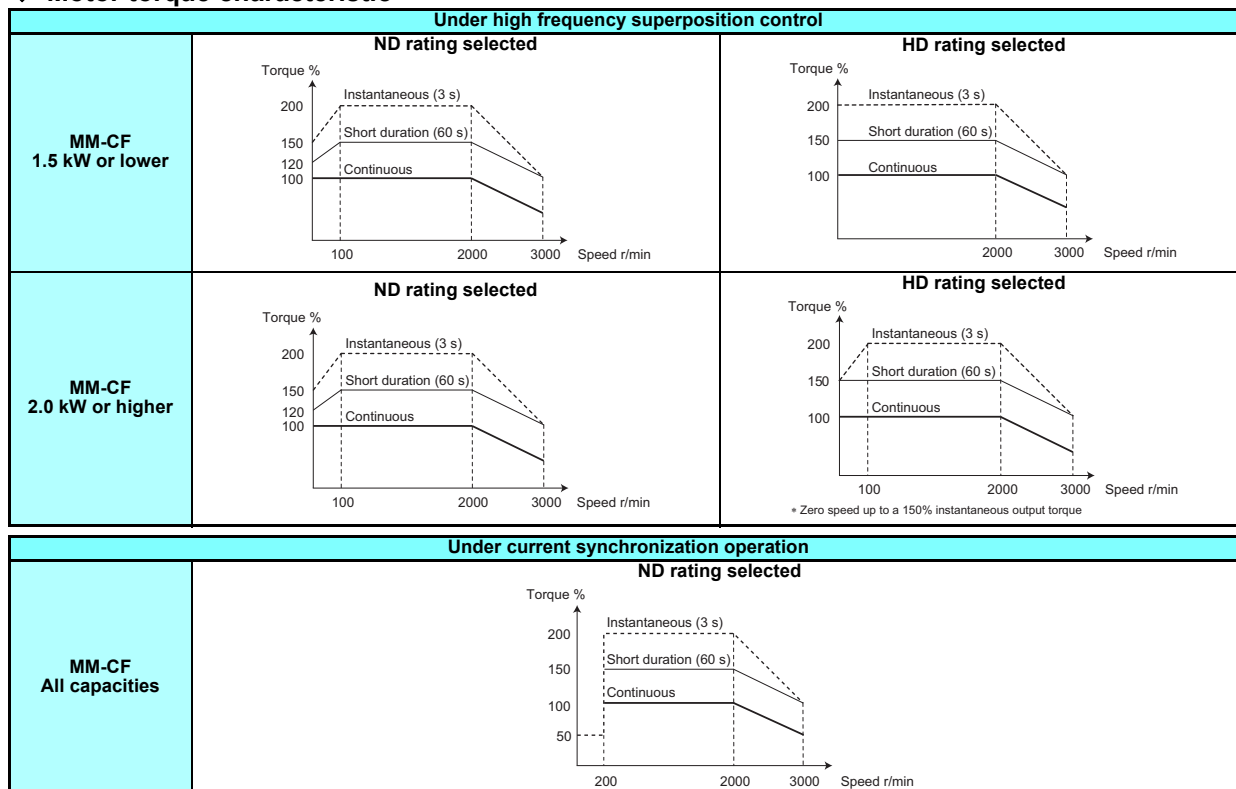 Motor torque characteristic
Under high frequency superposition control
MM-CF
1.5 kW or lower
ND rating selected
Torque %
200
150
120
100
Instantaneous (3 s)
Short duration (60 s)
Continuous
100
2000
3000
Speed r/min
HD rating selected
Torque %
200
150
100
Instantaneous (3 s)
Short duration (60 s)
Continuous
2000
3000
Speed r/min
MM-CF
2.0 kW or higher
ND rating selected
Torque %
200
150
120
100
Instantaneous (3 s)
Short duration (60 s)
Continuous
100
2000
3000
Speed r/min
HD rating selected
Torque %
200
150
100
Instantaneous (3 s)
Short duration (60 s)
Continuous
100
2000
3000
Speed r/min
∗ Zero speed up to a 150% instantaneous output torque
Under current synchronization operation
MM-CF
All capacities
ND rating selected
Torque %
200
150
100
50
Instantaneous (3 s)
Short duration (60 s)
Continuous
200
2000
3000
Speed r/min